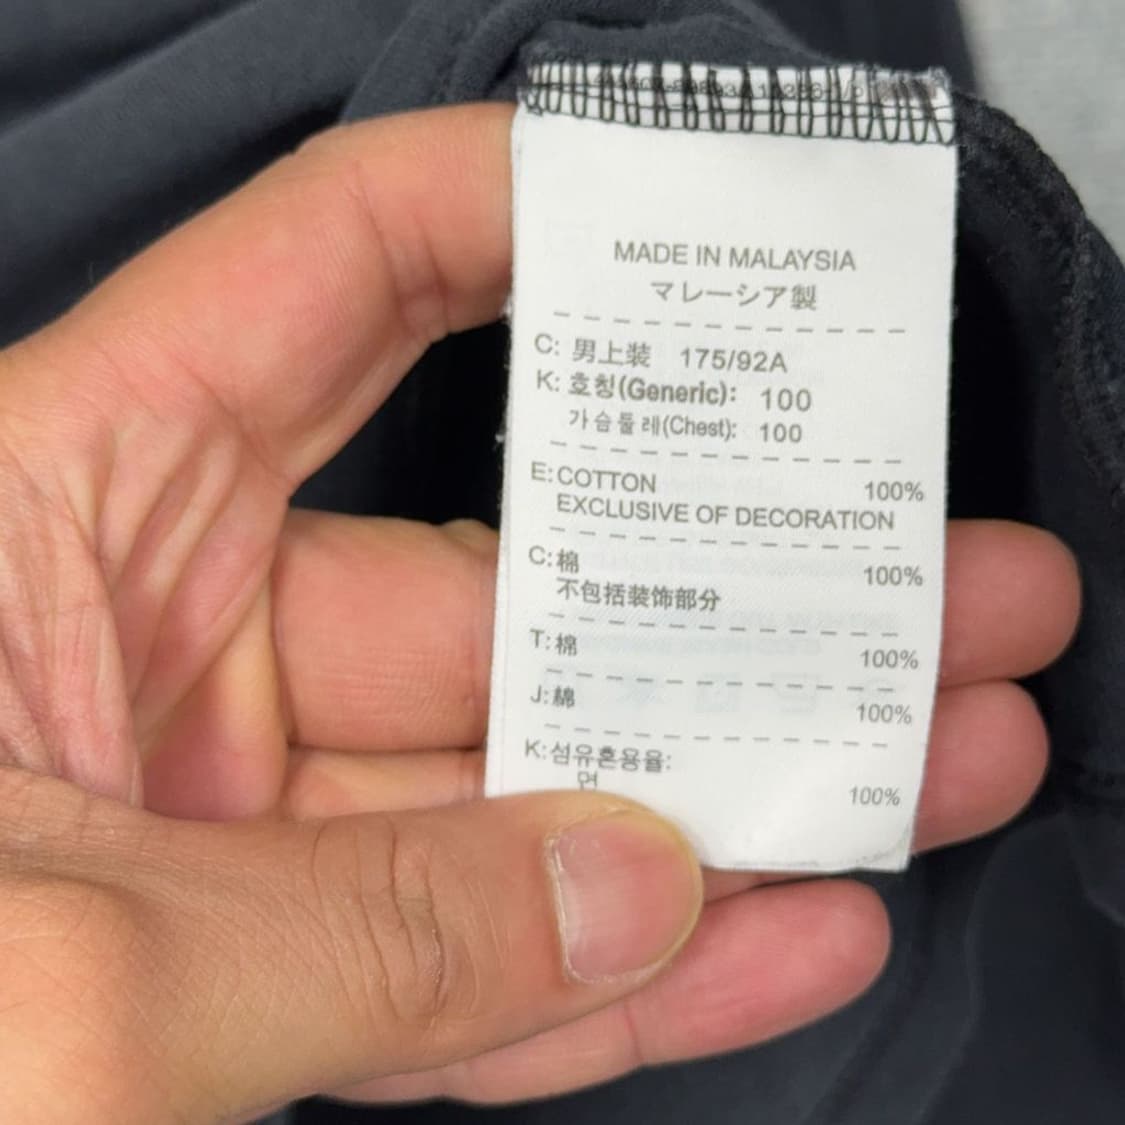 MADE IN MALAYSIA
マレーシア製
C: 男上装 175/92A
K: 호칭(Generic): 100
가슴둘레(Chest): 100
E: COTTON 100%
EXCLUSIVE OF DECORATION
C: 棉 100%
不包括装饰部分
T: 棉 100%
J: 綿 100%
K: 섬유혼용율:
면 100%